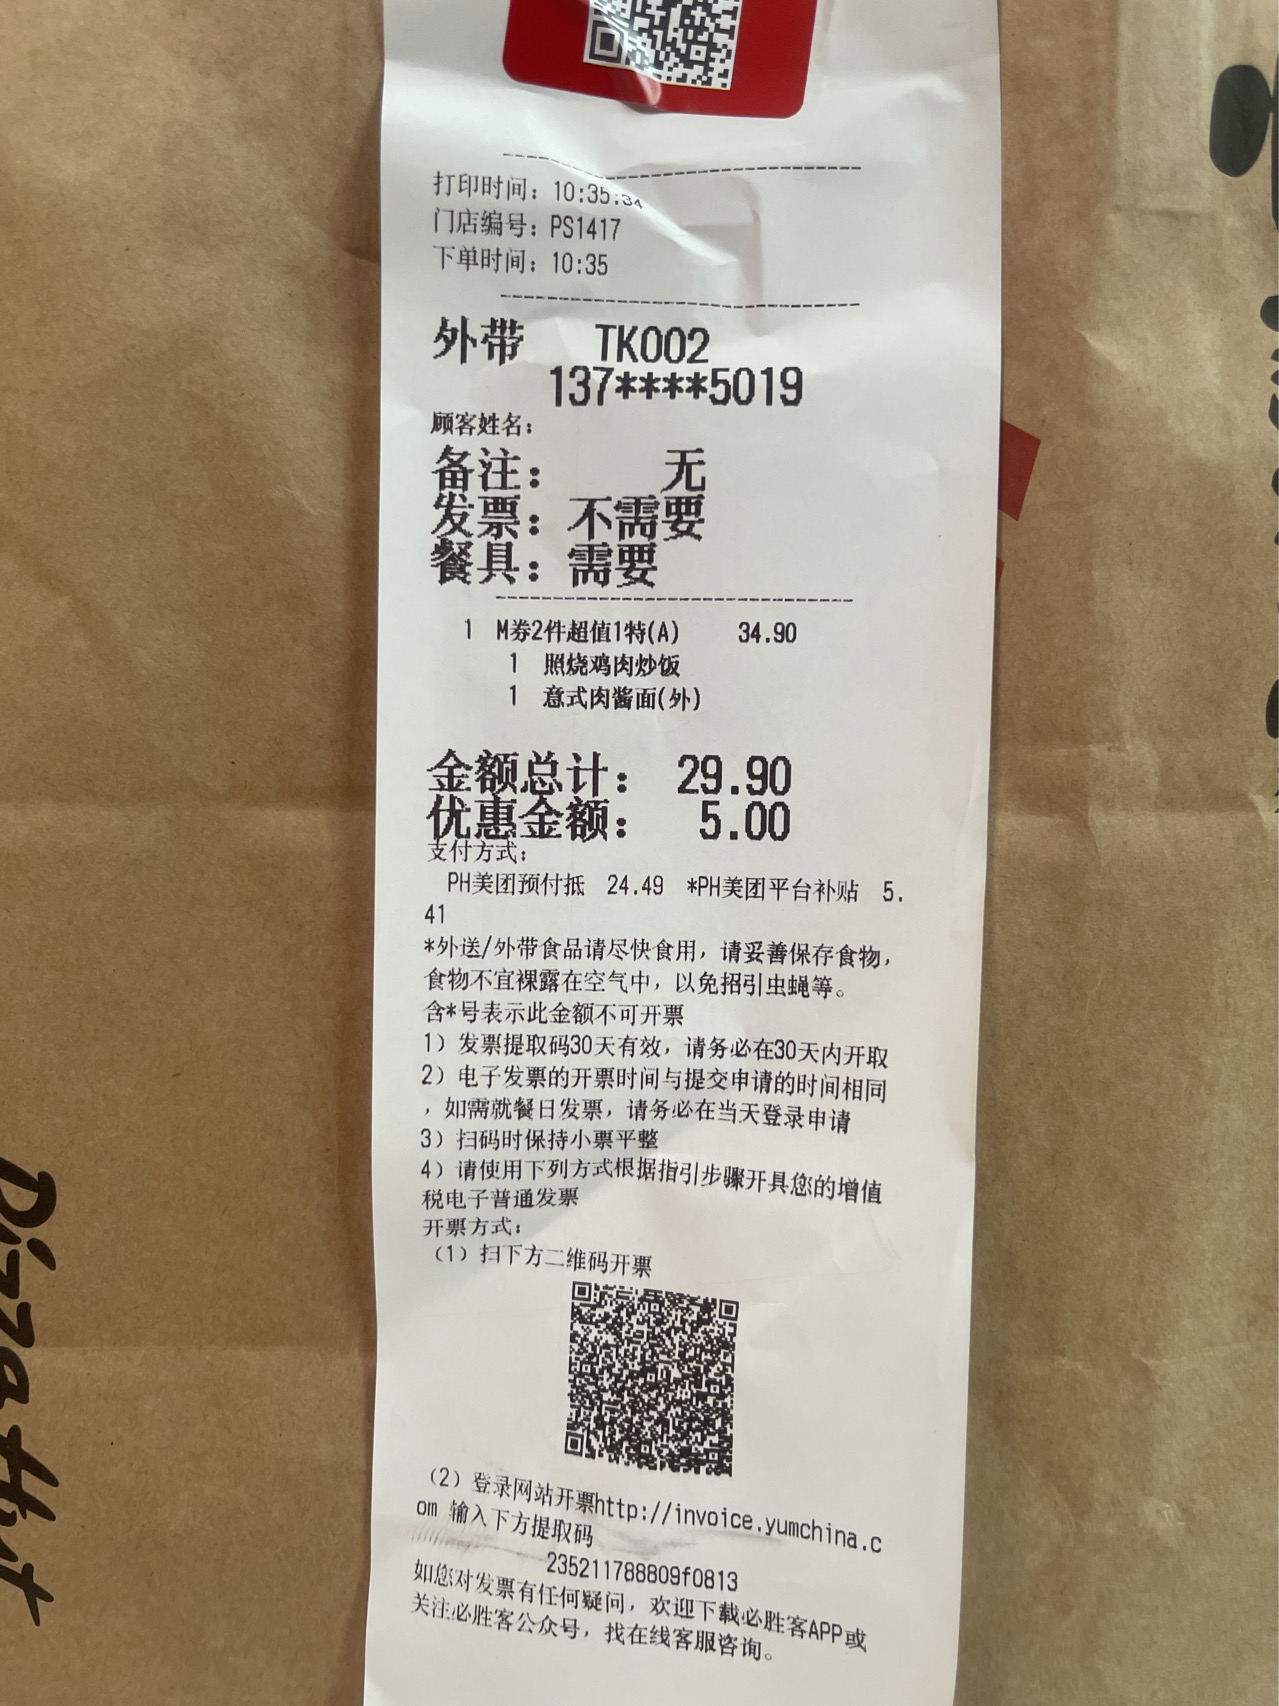 打印时间：10:35:34
门店编号：PS1417
下单时间：10:35
外带 TK002
137****5019
顾客姓名：
备注： 无
发票：不需要
餐具：需要
1 M券2件超值1特(A) 34.90
1 照烧鸡肉炒饭
1 意式肉酱面(外)
金额总计： 29.90
优惠金额： 5.00
支付方式：
PH美团预付抵 24.49 *PH美团平台补贴 5.
41
*外送/外带食品请尽快食用，请妥善保存食物，
食物不宜裸露在空气中，以免招引虫蝇等。
含*号表示此金额不可开票
1）发票提取码30天有效，请务必在30天内开取
2）电子发票的开票时间与提交申请的时间相同
，如需就餐日发票，请务必在当天登录申请
3）扫码时保持小票平整
4）请使用下列方式根据指引步骤开具您的增值
税电子普通发票
开票方式：
（1）扫下方二维码开票
（2）登录网站开票http://invoice.yumchina.c
om 输入下方提取码
235211788809f0813
如您对发票有任何疑问，欢迎下载必胜客APP或
关注必胜客公众号，找在线客服咨询。
Pizza Hut